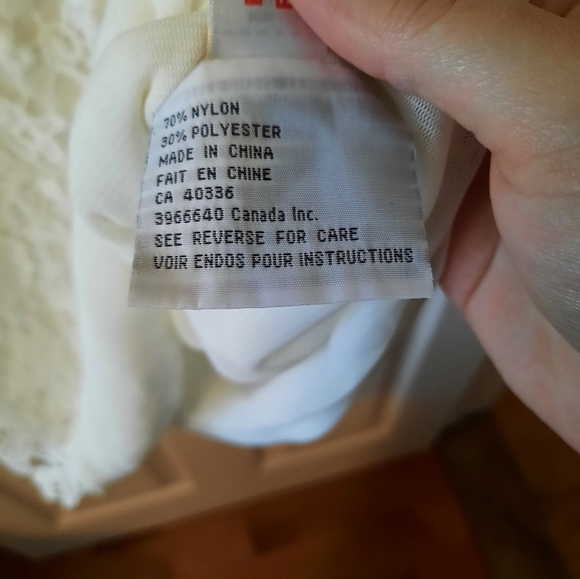 70% NYLON
30% POLYESTER
MADE IN CHINA
FAIT EN CHINE
CA 40336
3966640 Canada Inc.
SEE REVERSE FOR CARE
VOIR ENDOS POUR INSTRUCTIONS